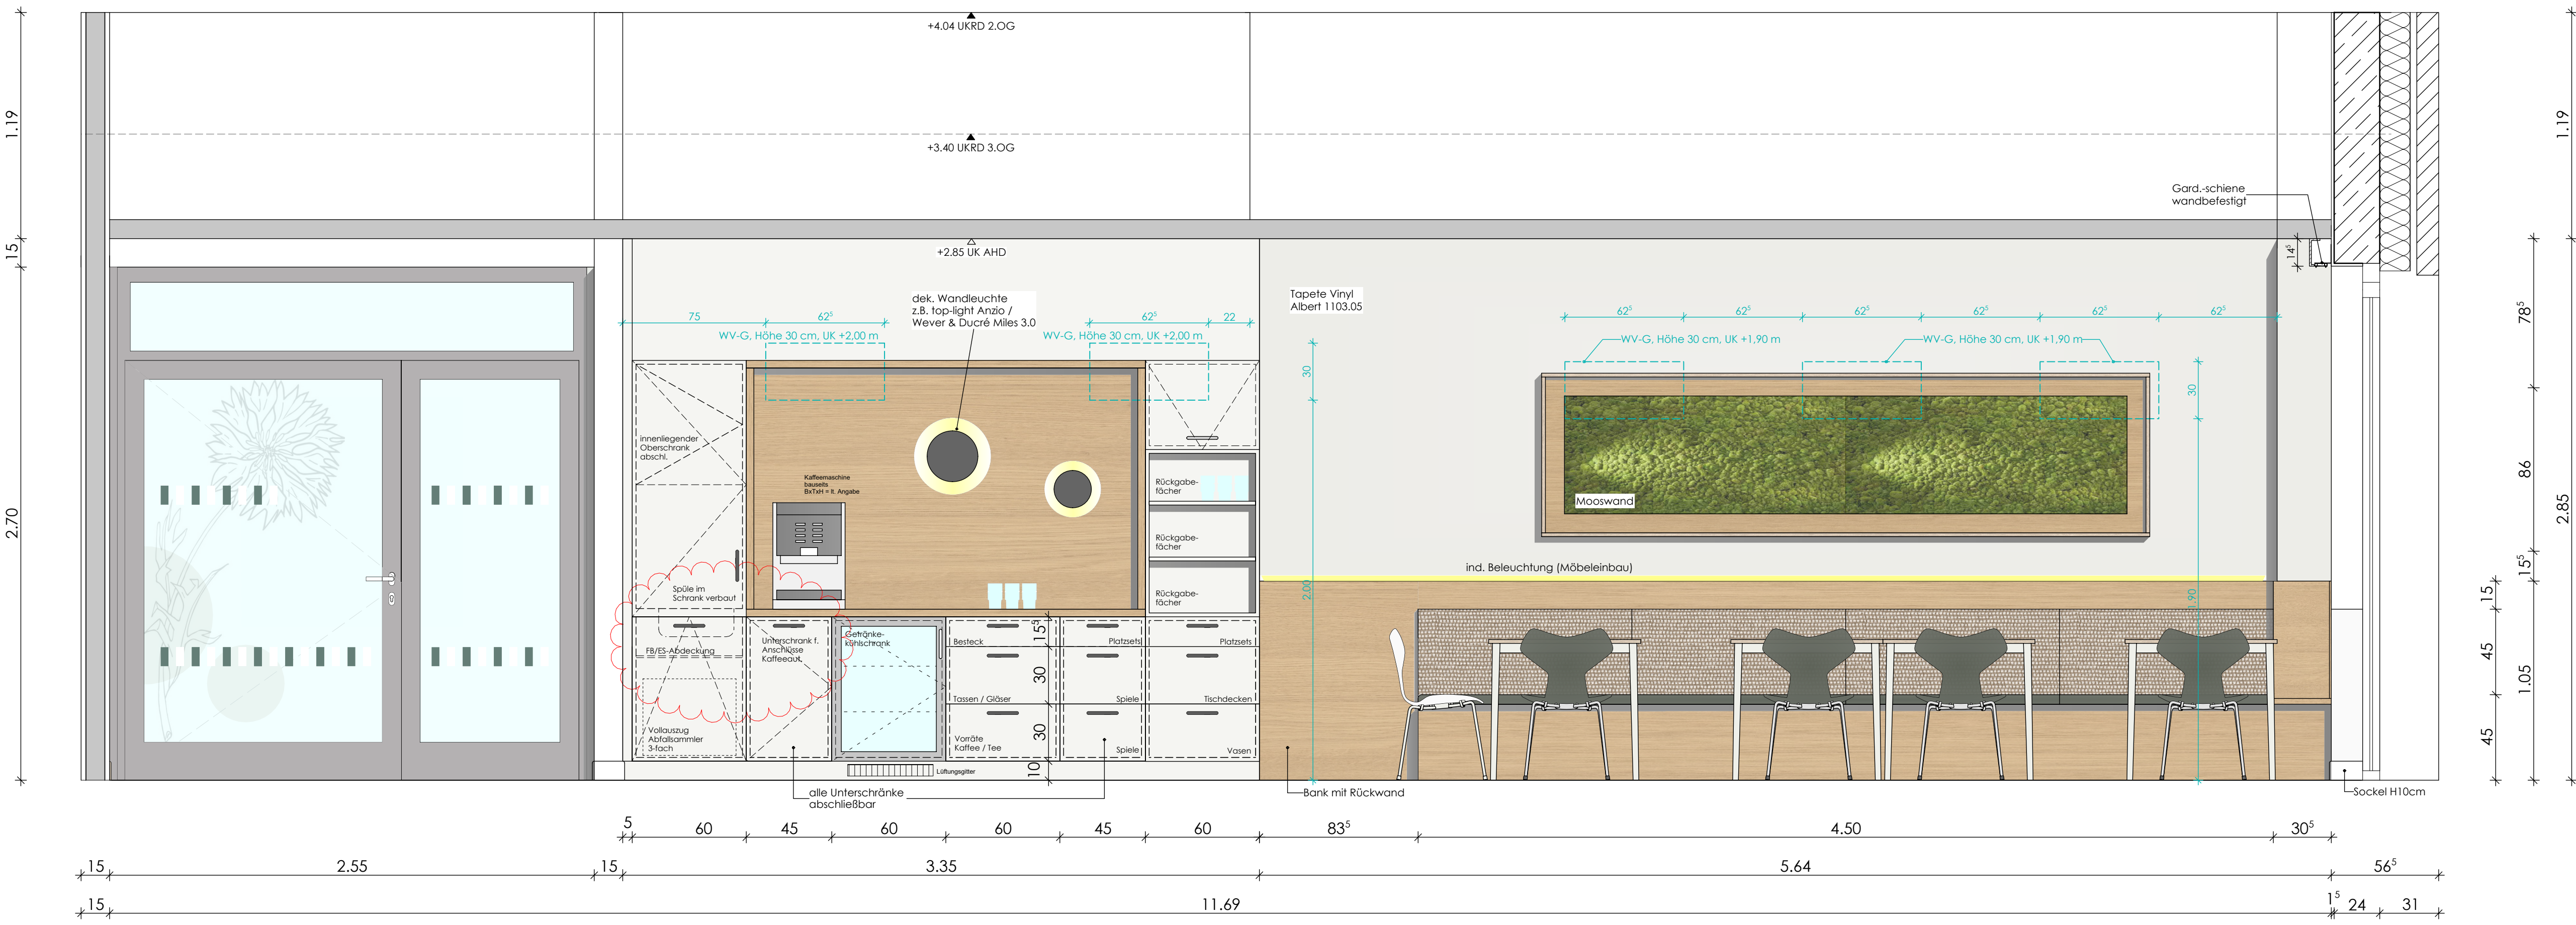 +4.04 UKRD 2.OG
+3.40 UKRD 3.OG
+2.85 UK AHD
1.19
15
2.70
1.19
Gard.-schiene
wandbefestigt
14⁵
dek. Wandleuchte
z.B. top-light Anzio /
Wever & Ducré Miles 3.0
Tapete Vinyl
Albert 1103.05
75
62⁵
62⁵
22
WV-G, Höhe 30 cm, UK +2,00 m
WV-G, Höhe 30 cm, UK +2,00 m
62⁵
62⁵
62⁵
62⁵
62⁵
62⁵
WV-G, Höhe 30 cm, UK +1,90 m
WV-G, Höhe 30 cm, UK +1,90 m
30
2.00
30
1.90
78⁵
86
15⁵
1.05
2.85
15
45
45
innenliegender
Oberschrank
abschl.
Kaffeemaschine
bauseits
BxTxH = lt. Angabe
Rückgabe-
fächer
Rückgabe-
fächer
Rückgabe-
fächer
Mooswand
ind. Beleuchtung (Möbeleinbau)
Spüle im
Schrank verbaut
FB/ES-Abdeckung
Unterschrank f.
Anschlüsse
Kaffeeaut.
Getränke-
kühlschrank
Besteck
Platzsets
Platzsets
Tassen / Gläser
Spiele
Tischdecken
Vollauszug
Abfallsammler
3-fach
Vorräte
Kaffee / Tee
Spiele
Vasen
15⁵
30
30
10
Lüftungsgitter
alle Unterschränke
abschließbar
Bank mit Rückwand
Sockel H10cm
5
60
45
60
60
45
60
83⁵
4.50
30⁵
15
2.55
15
3.35
5.64
56⁵
15
11.69
1⁵
24
31